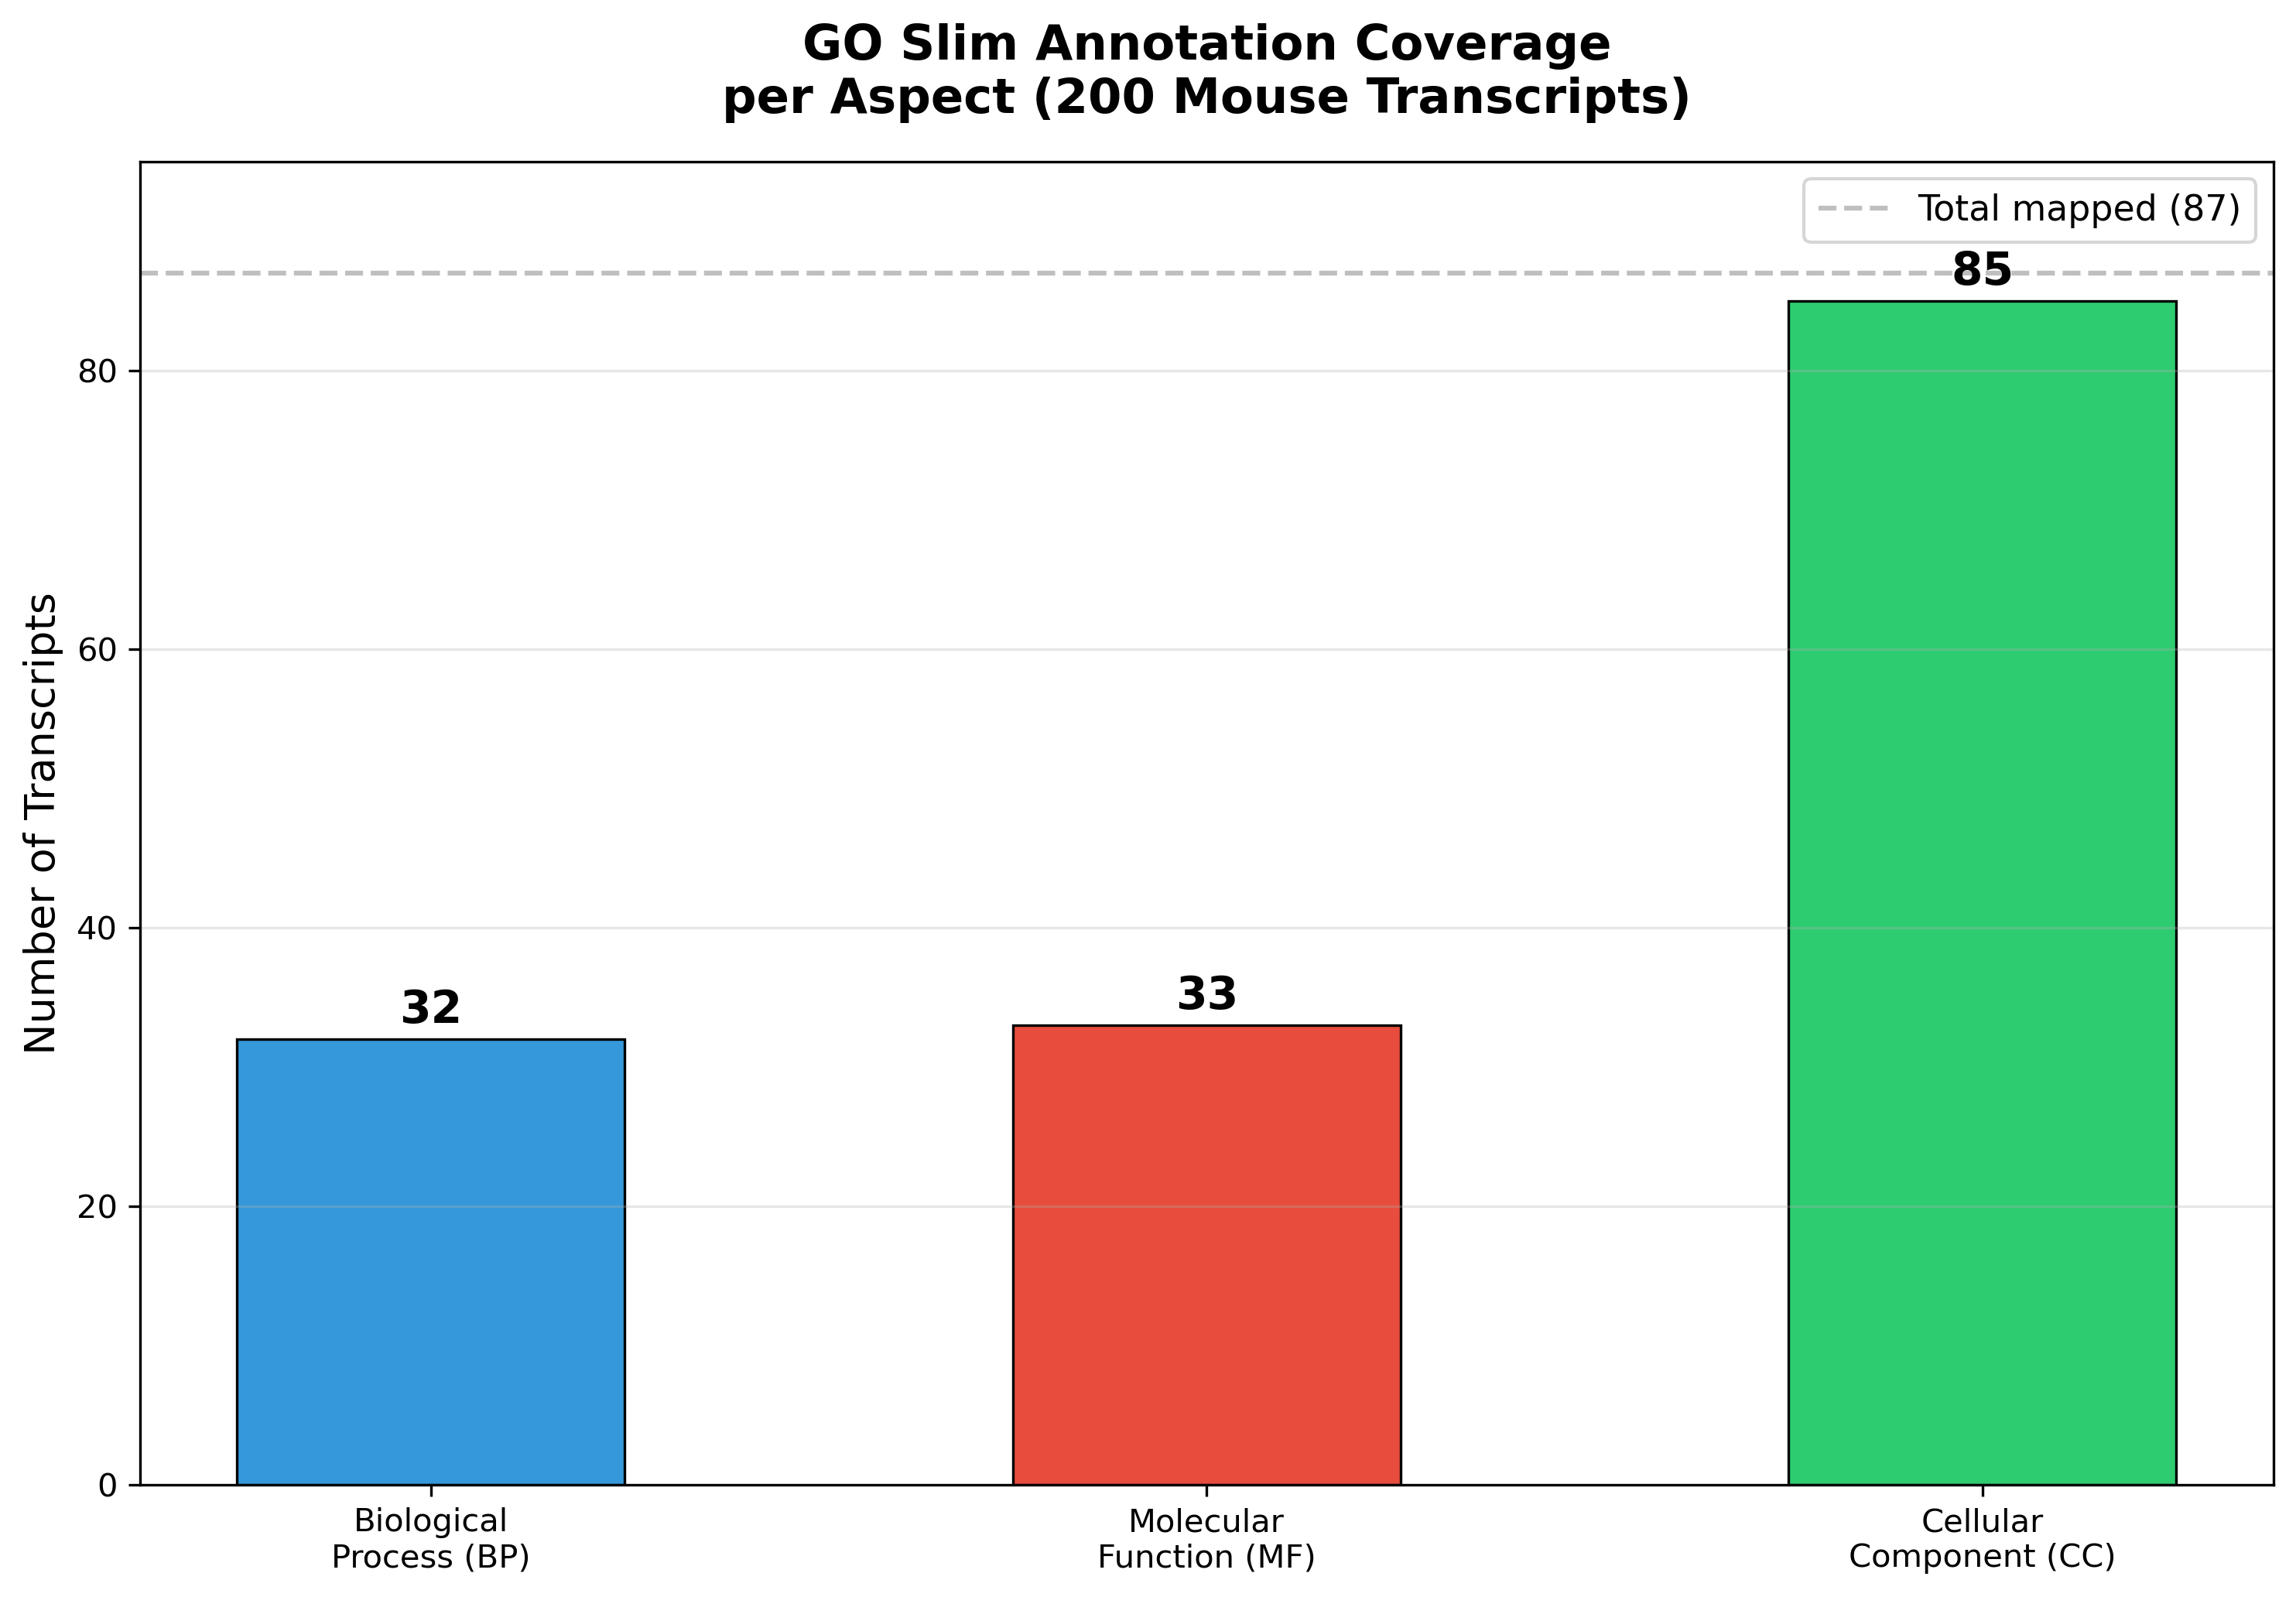 GO Slim Annotation Coverage
per Aspect (200 Mouse Transcripts)
Total mapped (87)
85
80
60
40
20
0
32
33
Number of Transcripts
Biological
Process (BP)
Molecular
Function (MF)
Cellular
Component (CC)